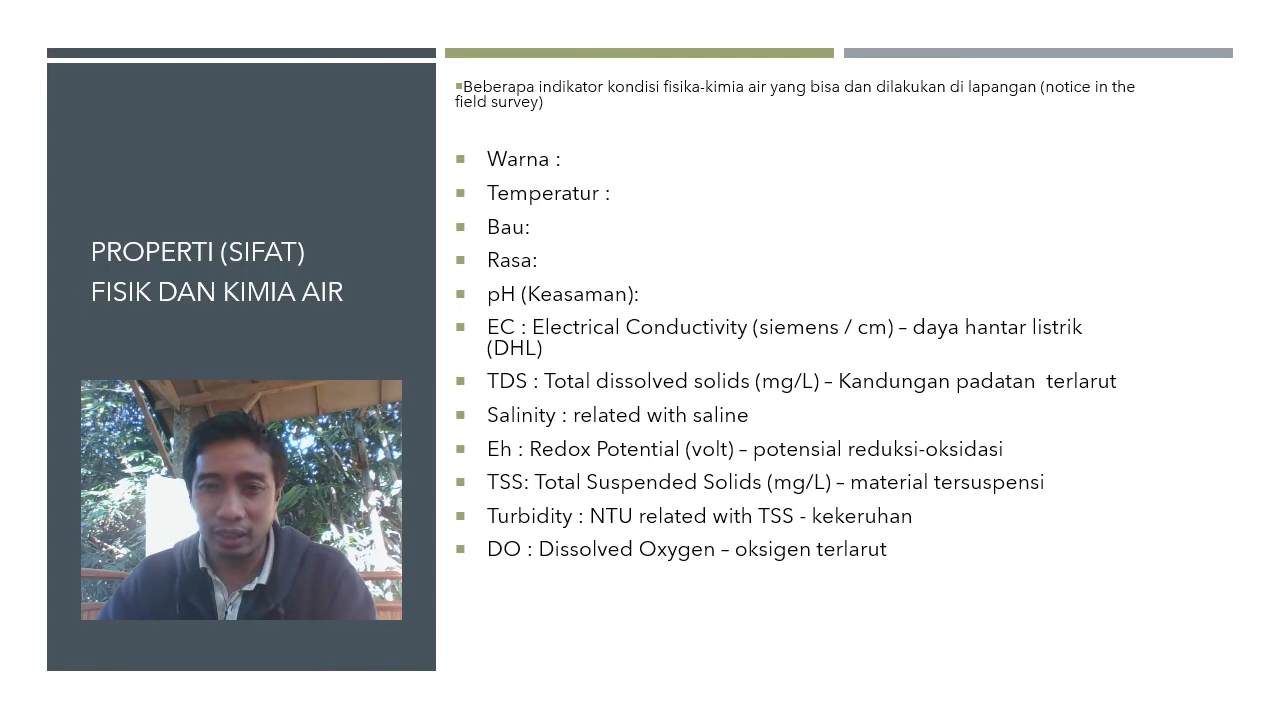 PROPERTI (SIFAT)
FISIK DAN KIMIA AIR
Beberapa indikator kondisi fisika-kimia air yang bisa dan dilakukan di lapangan (notice in the
field survey)
Warna :
Temperatur :
Bau:
Rasa:
pH (Keasaman):
EC : Electrical Conductivity (siemens / cm) – daya hantar listrik
(DHL)
TDS : Total dissolved solids (mg/L) – Kandungan padatan  terlarut
Salinity : related with saline
Eh : Redox Potential (volt) – potensial reduksi-oksidasi
TSS: Total Suspended Solids (mg/L) – material tersuspensi
Turbidity : NTU related with TSS - kekeruhan
DO : Dissolved Oxygen – oksigen terlarut